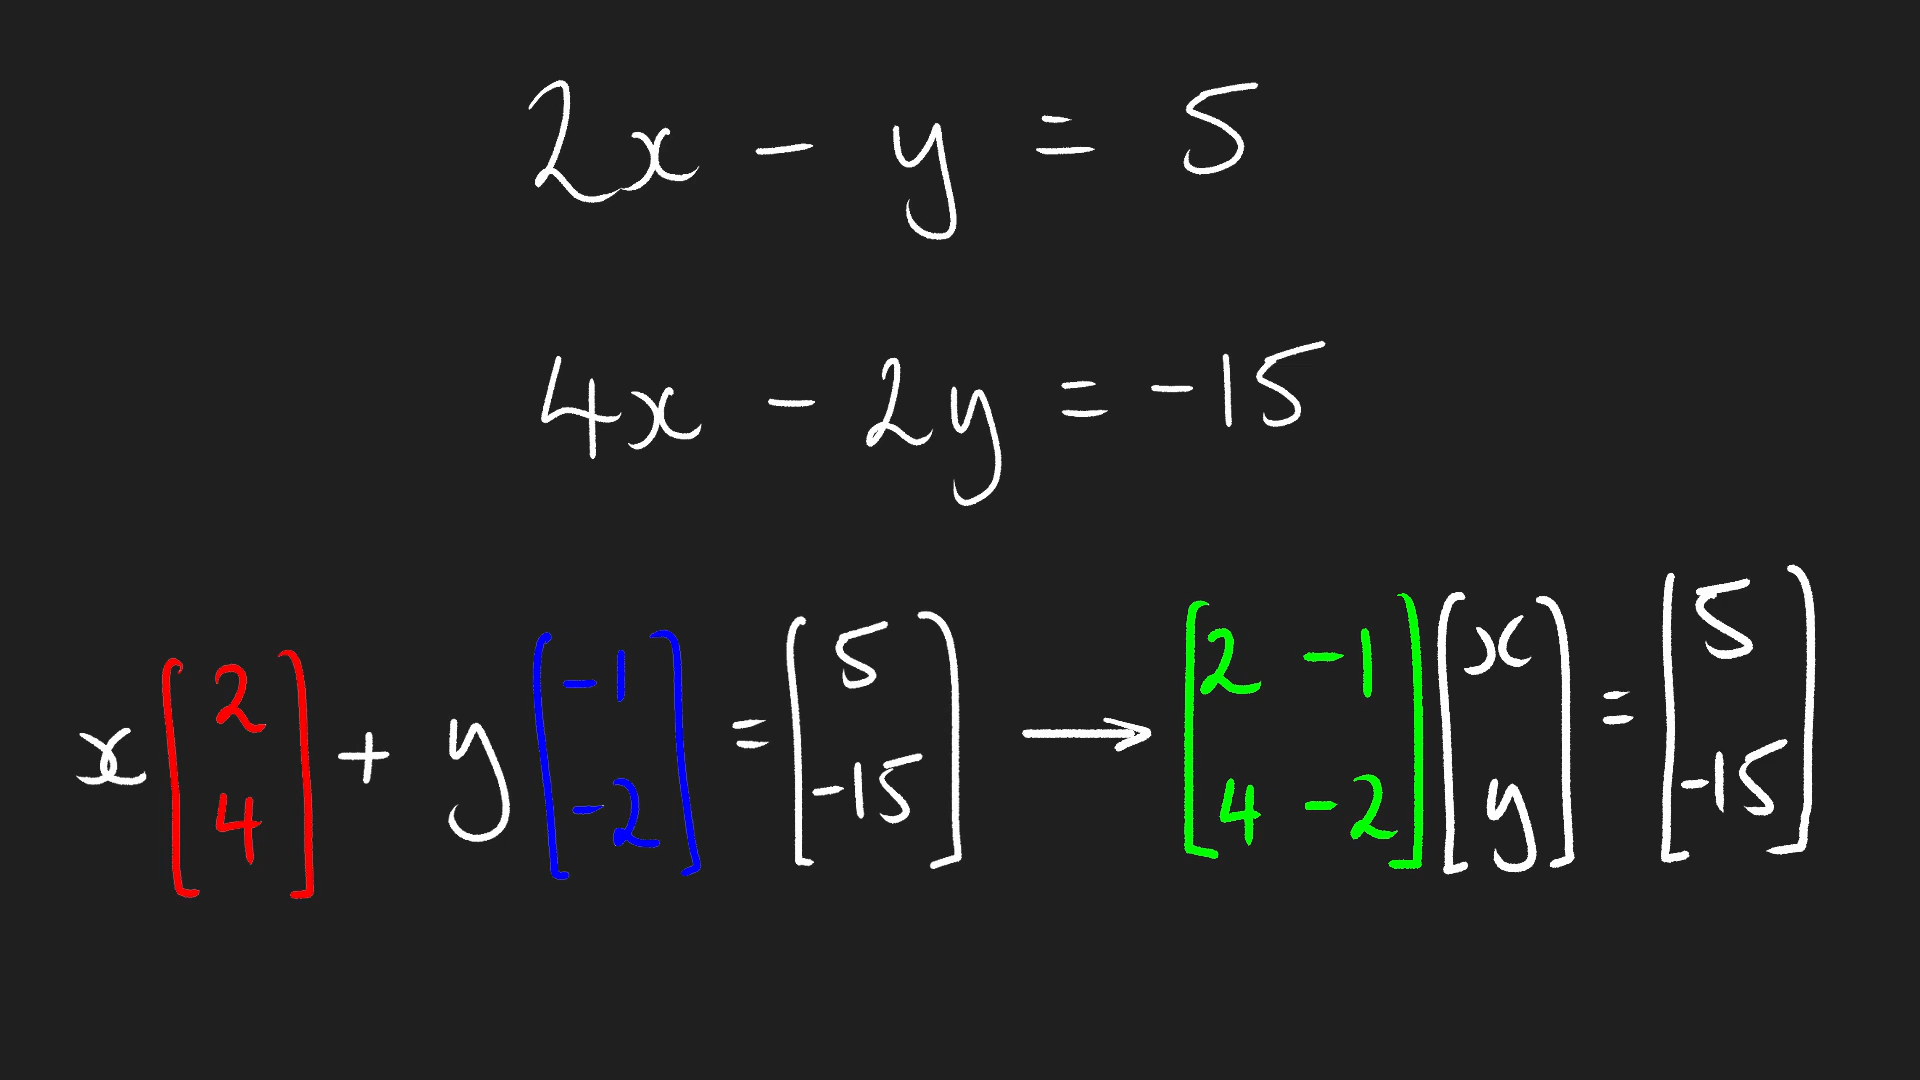 2x - y = 5
4x - 2y = -15
x [2 4] + y [-1 -2] = [5 -15] → [2 -1 4 -2] [x y] = [5 -15]